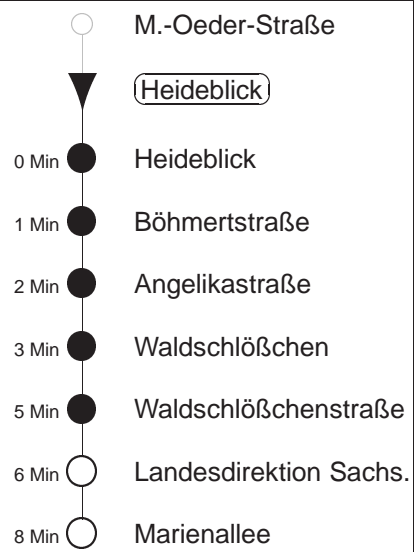 M.-Oeder-Straße
Heideblick
0 Min Heideblick
1 Min Böhmertstraße
2 Min Angelikastraße
3 Min Waldschlößchen
5 Min Waldschlößchenstraße
6 Min Landesdirektion Sachs.
8 Min Marienallee